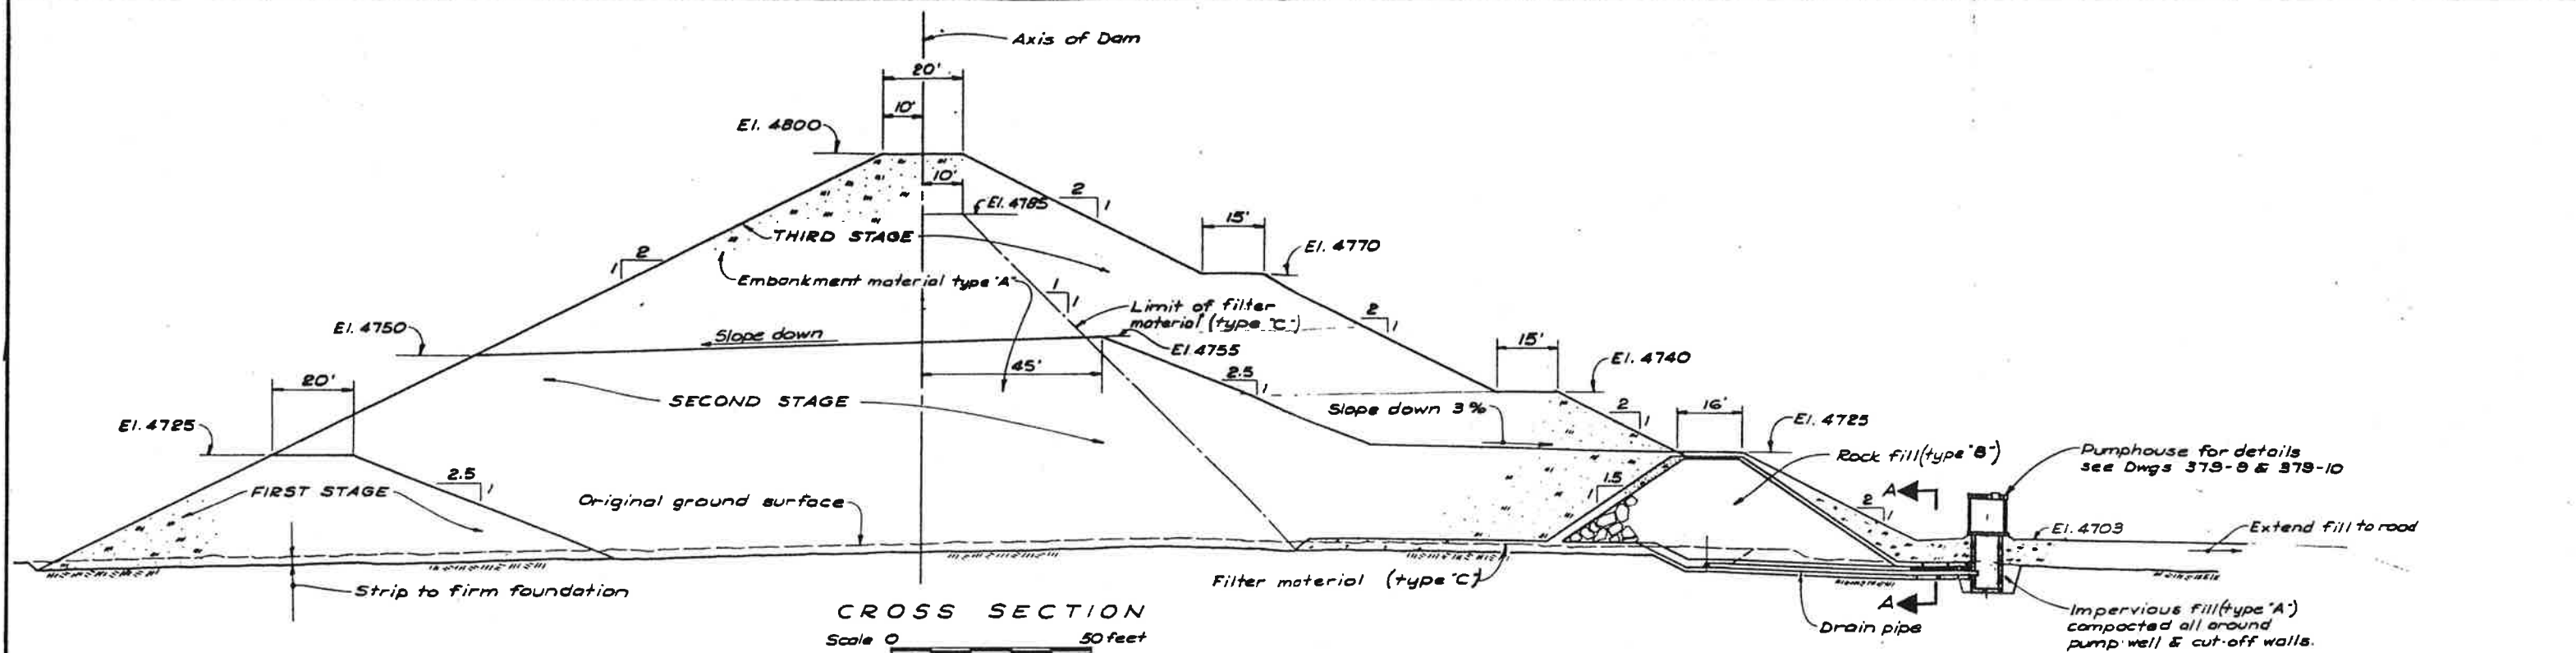 Axis of Dam
20'
10'
El. 4800
10'
El. 4785
2
1
15'
El. 4770
THIRD STAGE
2
1
Embankment material type "A"
1
1
Limit of filter
material (type "C")
2
1
El. 4750
Slope down
El. 4755
15'
El. 4740
20'
45'
2.5
1
SECOND STAGE
Slope down 3%
2
1
16'
El. 4725
El. 4725
Rock fill (type "B")
Pumphouse for details
see Dwgs 379-9 & 379-10
2.5
1
FIRST STAGE
1.5
1
A
2
1
Original ground surface
El. 4703
Extend fill to road
Filter material (type "C")
Strip to firm foundation
A
Impervious fill (type "A")
compacted all around
pump well & cut-off walls.
Drain pipe
CROSS SECTION
Scale 0 50 feet